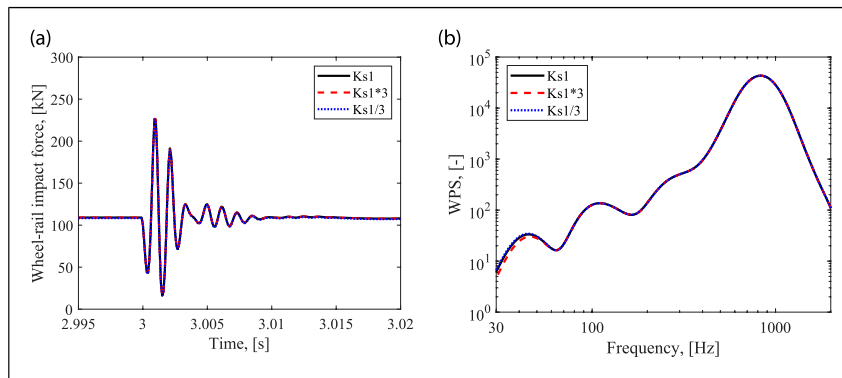 (a)
300
250
200
150
100
50
0
Wheel-rail impact force, [kN]
Ks1
Ks1*3
Ks1/3
2.995
3
3.005
3.01
3.015
3.02
Time, [s]
(b)
10^5
10^4
10^3
10^2
10^1
10^0
WPS, [-]
Ks1
Ks1*3
Ks1/3
30
100
1000
Frequency, [Hz]